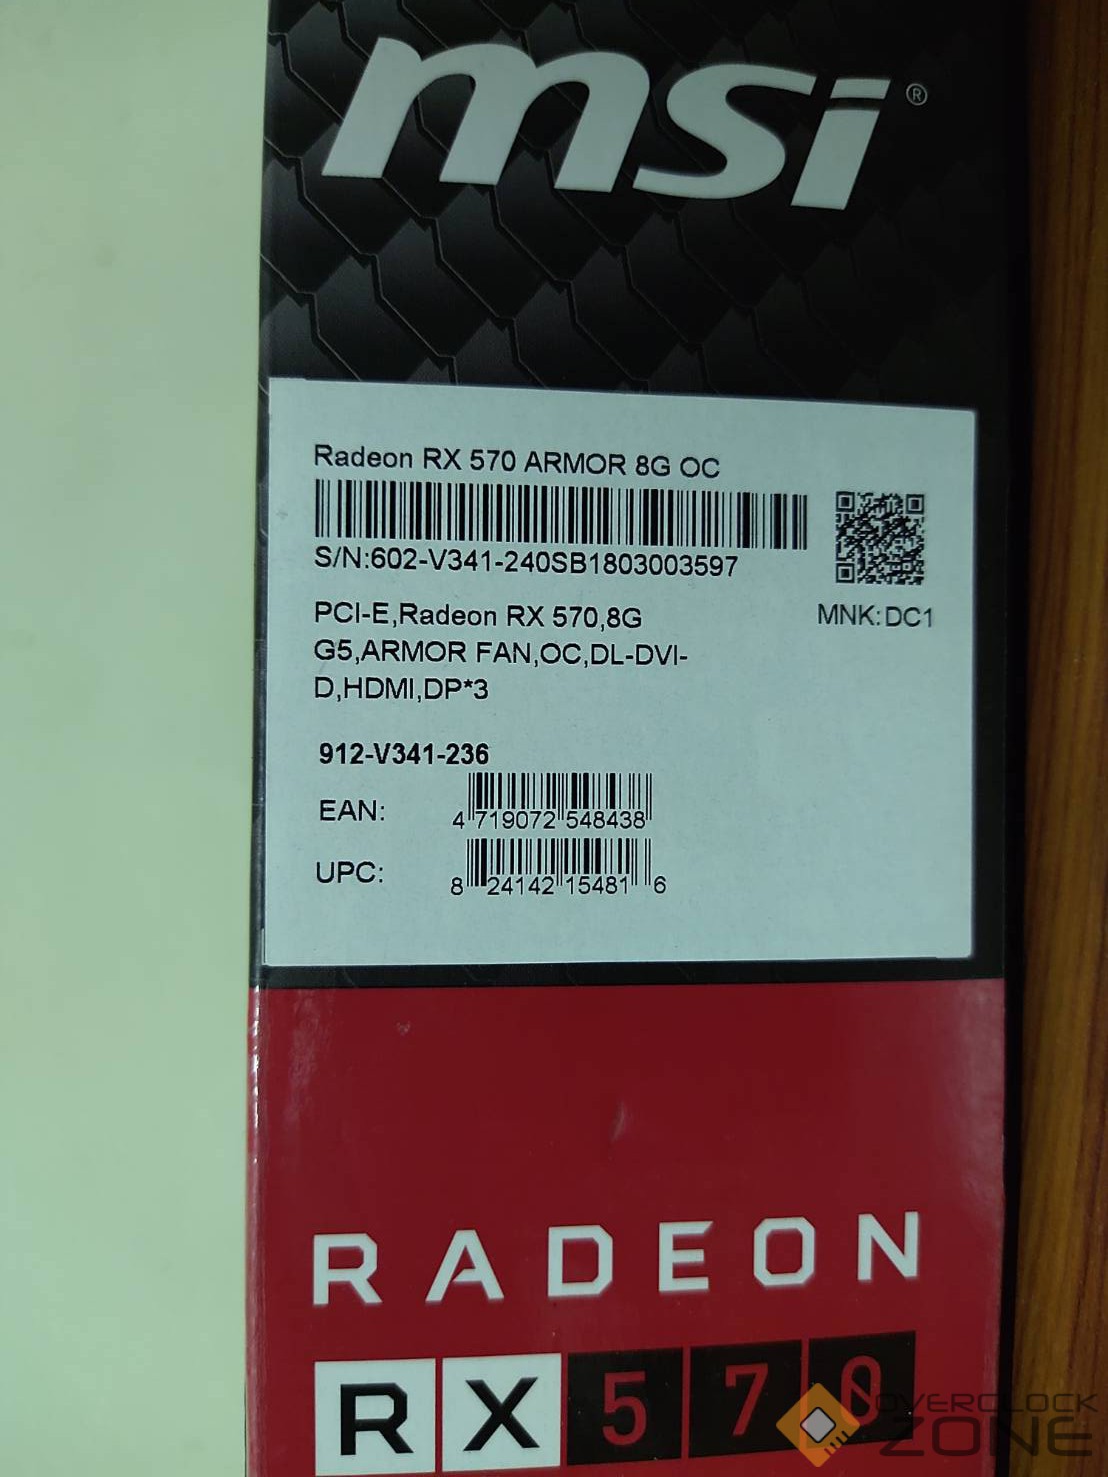 msi®
Radeon RX 570 ARMOR 8G OC
S/N:602-V341-240SB1803003597
MNK:DC1
PCI-E,Radeon RX 570,8G
G5,ARMOR FAN,OC,DL-DVI-
D,HDMI,DP*3
912-V341-236
EAN:
4 719072 548438
UPC:
8 24142 15481 6
RADEON
RX 570
OVERCLOCK
ZONE